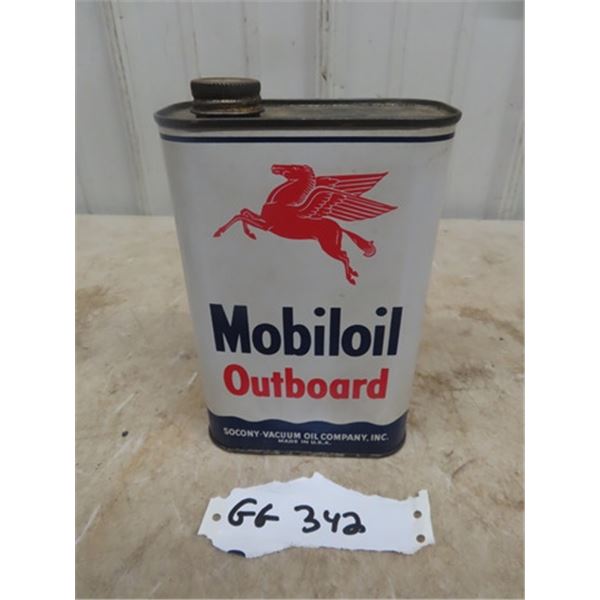 Mobiloil
Outboard
SOCONY-VACUUM OIL COMPANY, INC.
MADE IN U.S.A.
GG 342